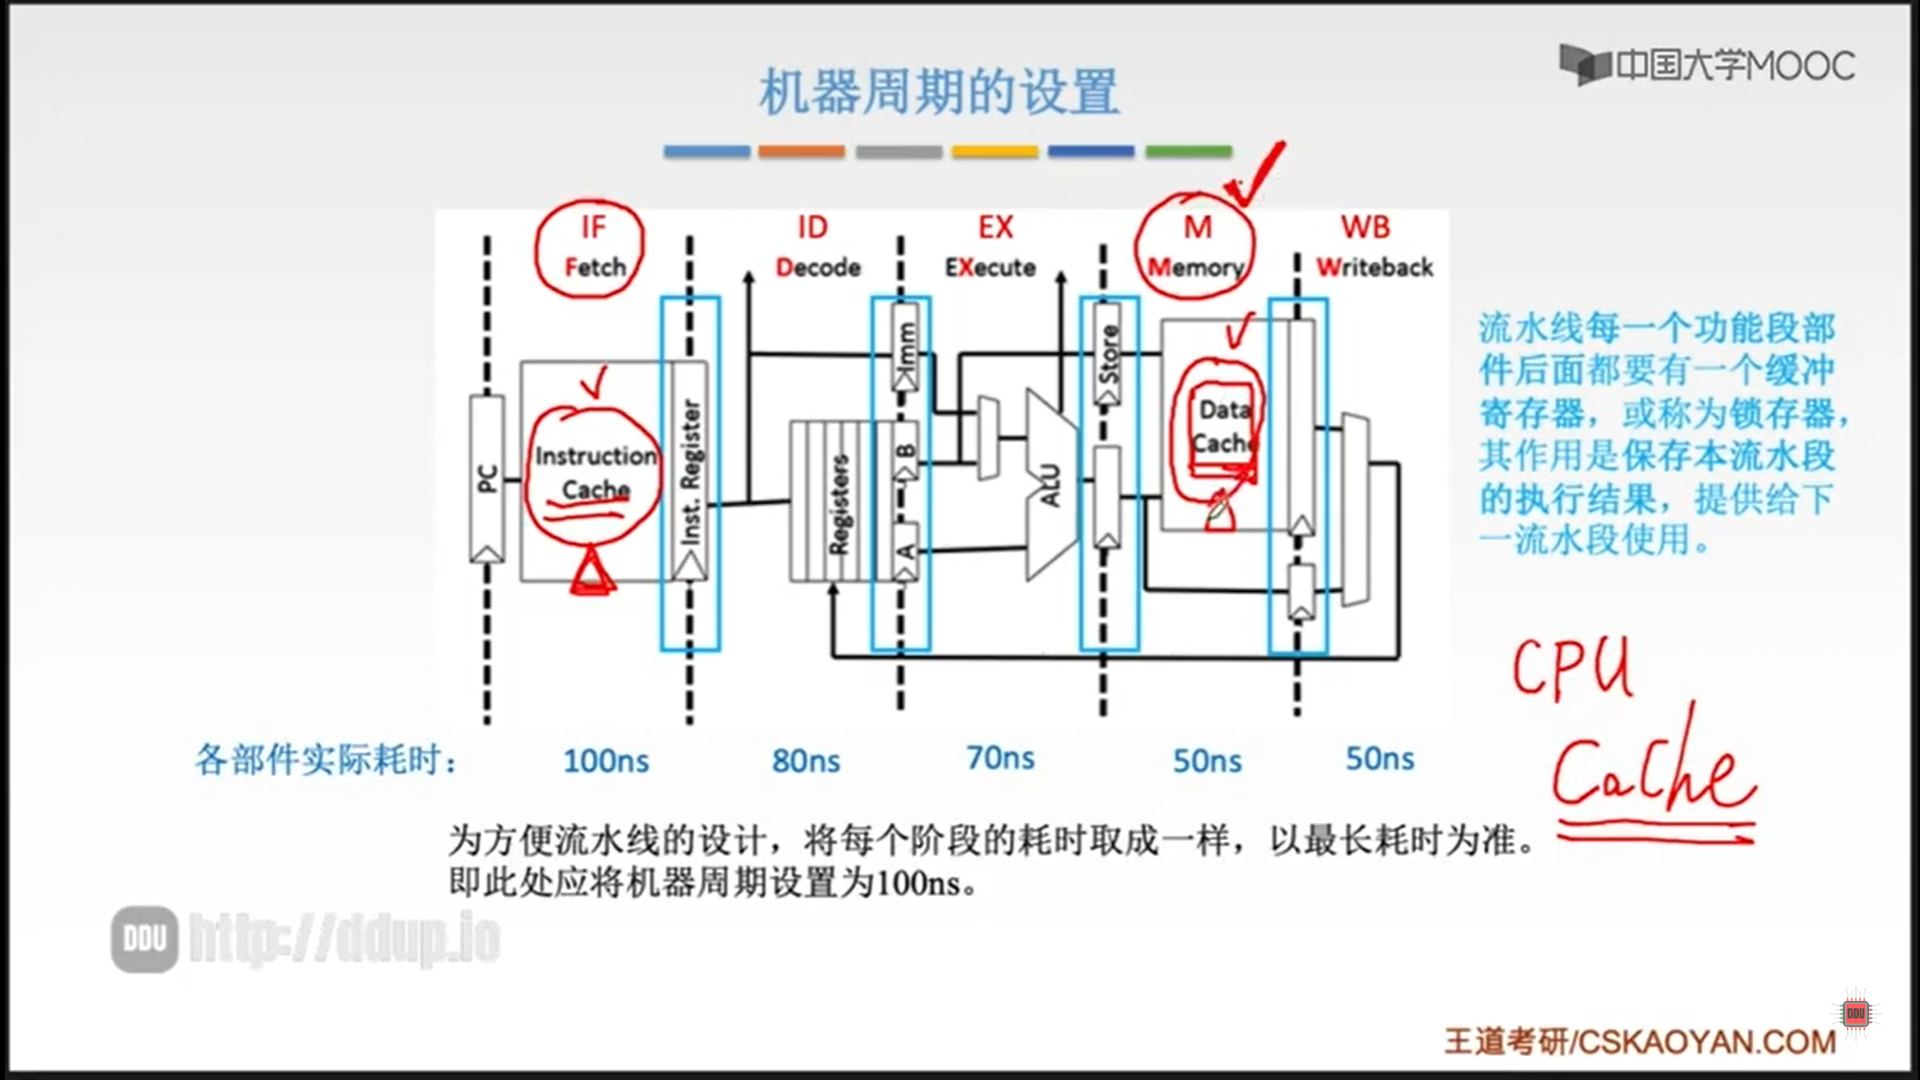 中国大学MOOC
机器周期的设置
IF
Fetch
ID
Decode
EX
EXecute
M
Memory
WB
Writeback
PC
Instruction
Cache
Inst. Register
Registers
Imm
B
A
ALU
Store
Data
Cache
流水线每一个功能段部
件后面都要有一个缓冲
寄存器，或称为锁存器，
其作用是保存本流水段
的执行结果，提供给下
一流水段使用。
CPU
Cache
各部件实际耗时： 100ns 80ns 70ns 50ns 50ns
为方便流水线的设计，将每个阶段的耗时取成一样，以最长耗时为准。
即此处应将机器周期设置为100ns。
DDU http://ddup.io
DDU
王道考研/CSKAOYAN.COM